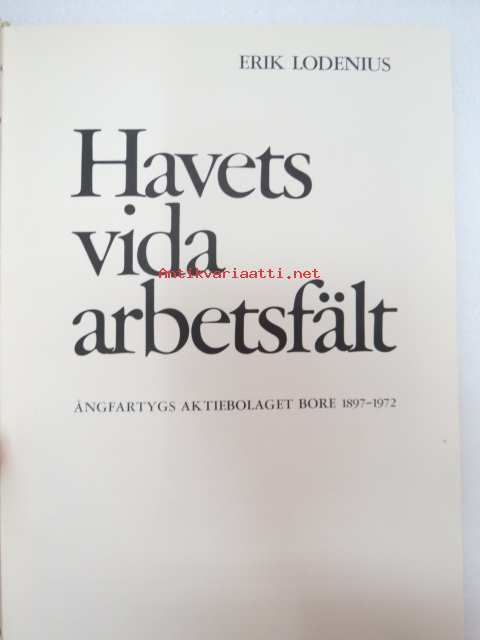 ERIK LODENIUS
Havets
vida
Antikvariaatti.net
arbetsfält
ÅNGFARTYGS AKTIEBOLAGET BORE 1897-1972